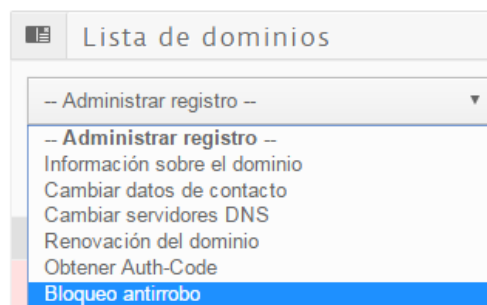 Lista de dominios
-- Administrar registro --
-- Administrar registro --
Información sobre el dominio
Cambiar datos de contacto
Cambiar servidores DNS
Renovación del dominio
Obtener Auth-Code
Bloqueo antirrobo